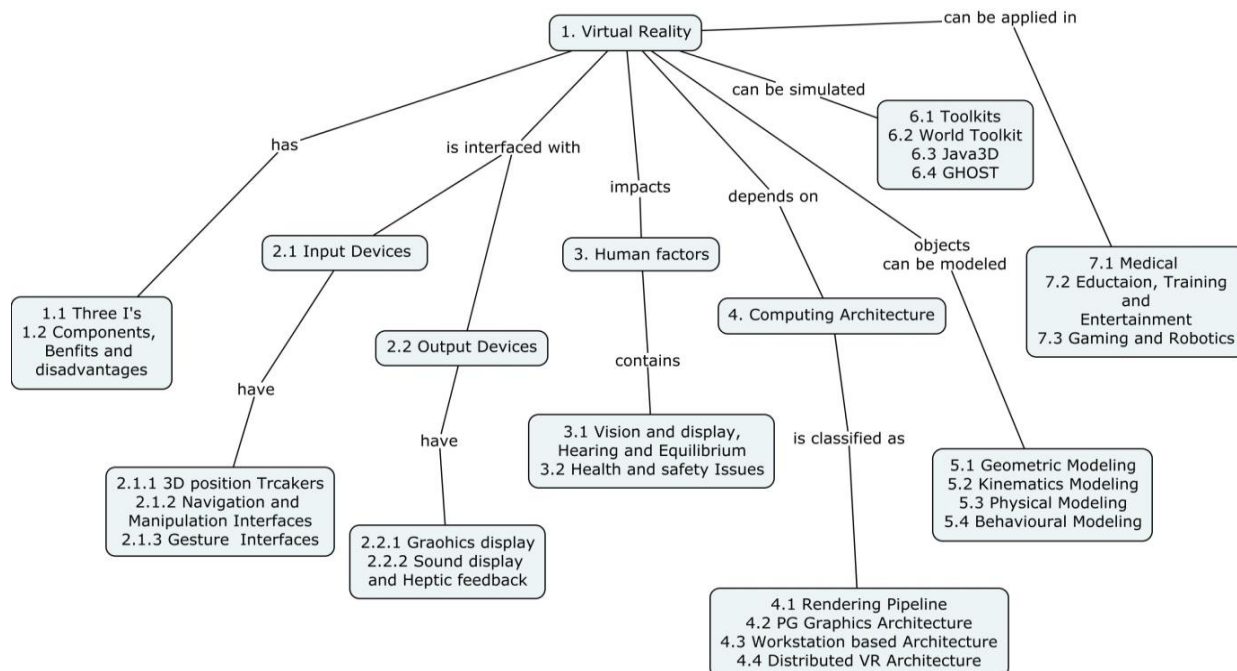 1. Virtual Reality
can be applied in
can be simulated
6.1 Toolkits
6.2 World Toolkit
6.3 Java3D
6.4 GHOST
has
is interfaced with
impacts
depends on
objects
can be modeled
2.1 Input Devices
3. Human factors
7.1 Medical
7.2 Eductaion, Training
and
Entertainment
7.3 Gaming and Robotics
1.1 Three I's
1.2 Components,
Benfits and
disadvantages
4. Computing Architecture
2.2 Output Devices
contains
have
have
is classified as
3.1 Vision and display,
Hearing and Equilibrium
3.2 Health and safety Issues
5.1 Geometric Modeling
5.2 Kinematics Modeling
5.3 Physical Modeling
5.4 Behavioural Modeling
2.1.1 3D position Trcakers
2.1.2 Navigation and
Manipulation Interfaces
2.1.3 Gesture Interfaces
2.2.1 Graohics display
2.2.2 Sound display
and Heptic feedback
4.1 Rendering Pipeline
4.2 PG Graphics Architecture
4.3 Workstation based Architecture
4.4 Distributed VR Architecture